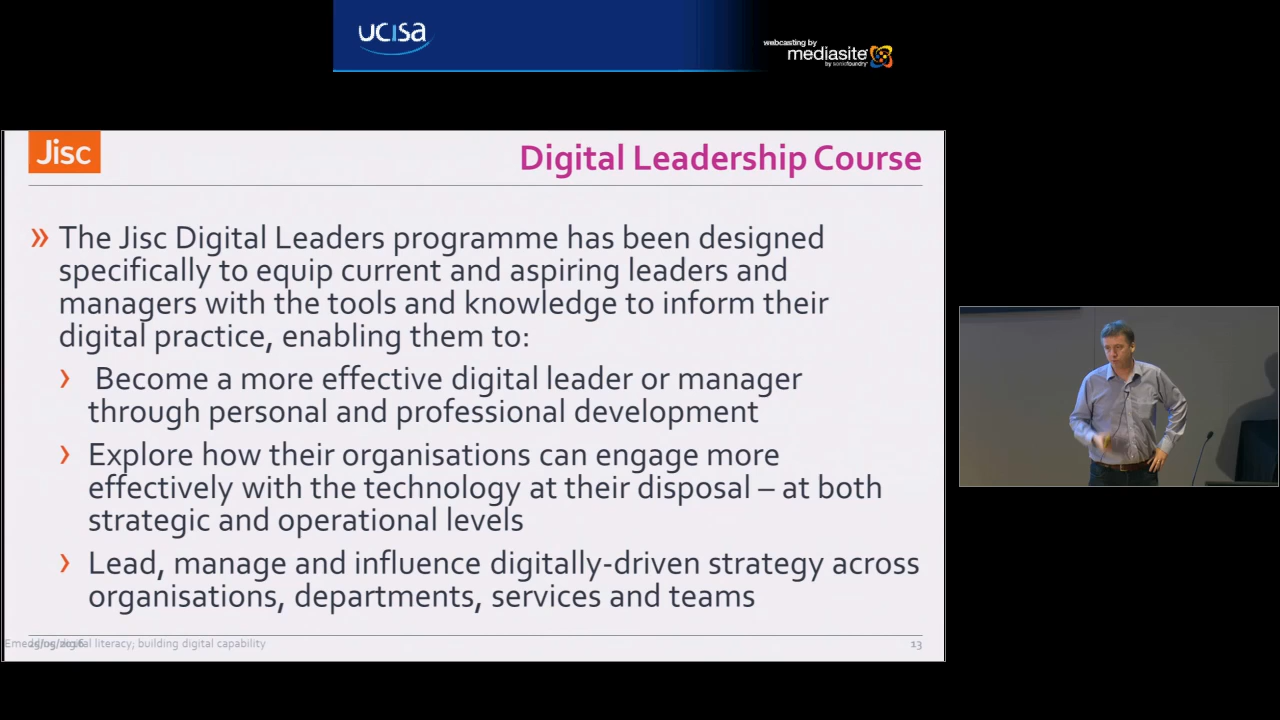 ucisa
webcasting by
mediasite
by sonicfoundry
Jisc
Digital Leadership Course
» The Jisc Digital Leaders programme has been designed
specifically to equip current and aspiring leaders and
managers with the tools and knowledge to inform their
digital practice, enabling them to:
› Become a more effective digital leader or manager
through personal and professional development
› Explore how their organisations can engage more
effectively with the technology at their disposal – at both
strategic and operational levels
› Lead, manage and influence digitally-driven strategy across
organisations, departments, services and teams
digital literacy; building digital capability
13